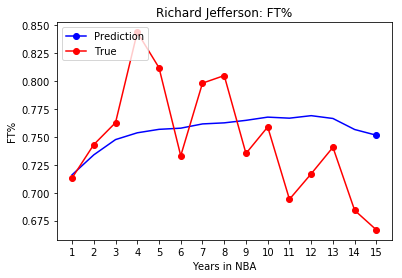 Richard Jefferson: FT%
Prediction
True
FT%
0.850
0.825
0.800
0.775
0.750
0.725
0.700
0.675
1 2 3 4 5 6 7 8 9 10 11 12 13 14 15
Years in NBA